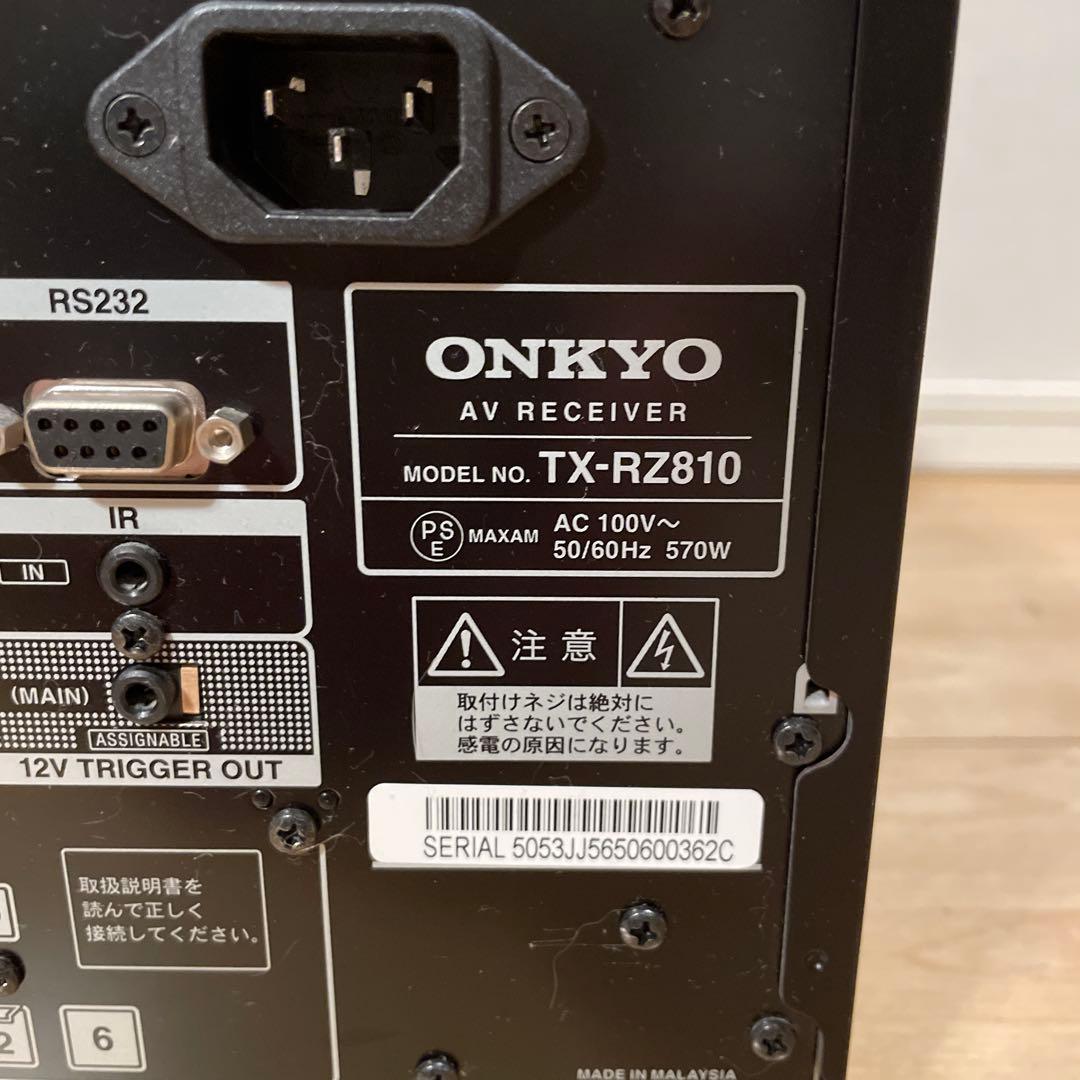 RS232
ONKYO
AV RECEIVER
MODEL NO. TX-RZ810
PSE MAXAM AC 100V～
50/60Hz 570W
IR
IN
(MAIN)
ASSIGNABLE
12V TRIGGER OUT
注意
取付けネジは絶対に
はずさないでください。
感電の原因になります。
SERIAL 5053JJ5650600362C
取扱説明書を
読んで正しく
接続してください。
2
6
MADE IN MALAYSIA